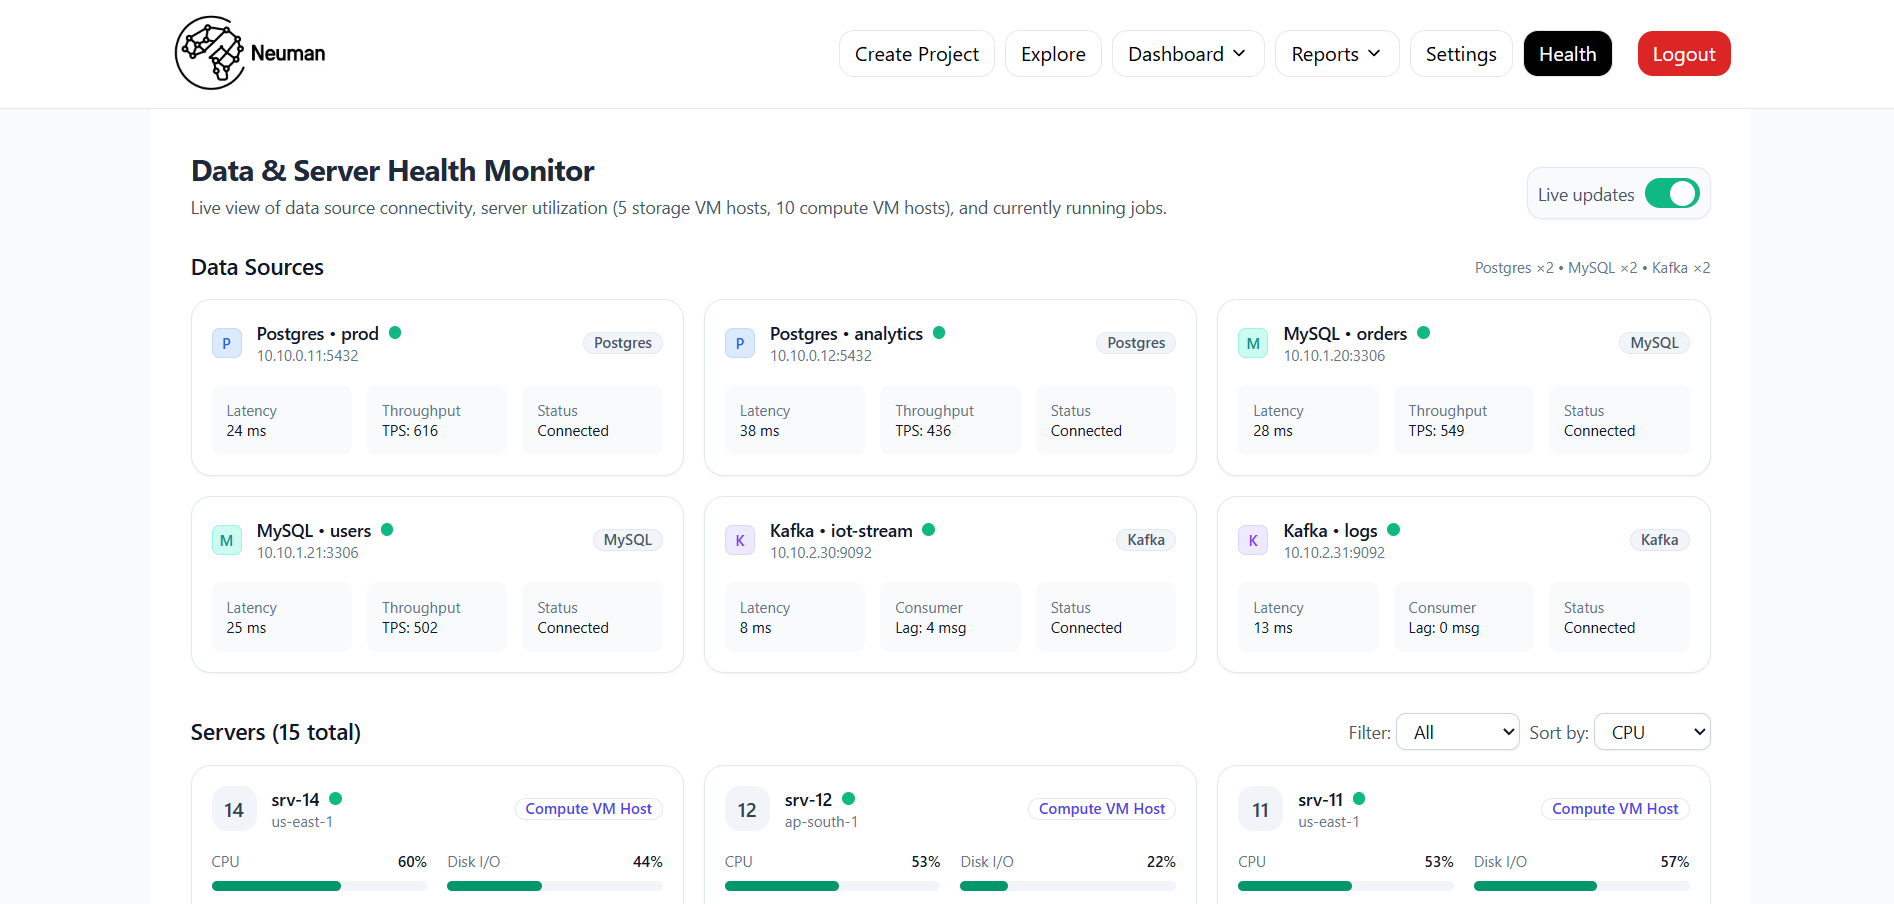 Neuman
Create Project
Explore
Dashboard
Reports
Settings
Health
Logout
Data & Server Health Monitor
Live view of data source connectivity, server utilization (5 storage VM hosts, 10 compute VM hosts), and currently running jobs.
Live updates
Data Sources
Postgres ×2 • MySQL ×2 • Kafka ×2
P
Postgres • prod
10.10.0.11:5432
Postgres
Latency
24 ms
Throughput
TPS: 616
Status
Connected
P
Postgres • analytics
10.10.0.12:5432
Postgres
Latency
38 ms
Throughput
TPS: 436
Status
Connected
M
MySQL • orders
10.10.1.20:3306
MySQL
Latency
28 ms
Throughput
TPS: 549
Status
Connected
M
MySQL • users
10.10.1.21:3306
MySQL
Latency
25 ms
Throughput
TPS: 502
Status
Connected
K
Kafka • iot-stream
10.10.2.30:9092
Kafka
Latency
8 ms
Consumer
Lag: 4 msg
Status
Connected
K
Kafka • logs
10.10.2.31:9092
Kafka
Latency
13 ms
Consumer
Lag: 0 msg
Status
Connected
Servers (15 total)
Filter: All
Sort by: CPU
14
srv-14
us-east-1
Compute VM Host
CPU 60%
Disk I/O 44%
12
srv-12
ap-south-1
Compute VM Host
CPU 53%
Disk I/O 22%
11
srv-11
us-east-1
Compute VM Host
CPU 53%
Disk I/O 57%